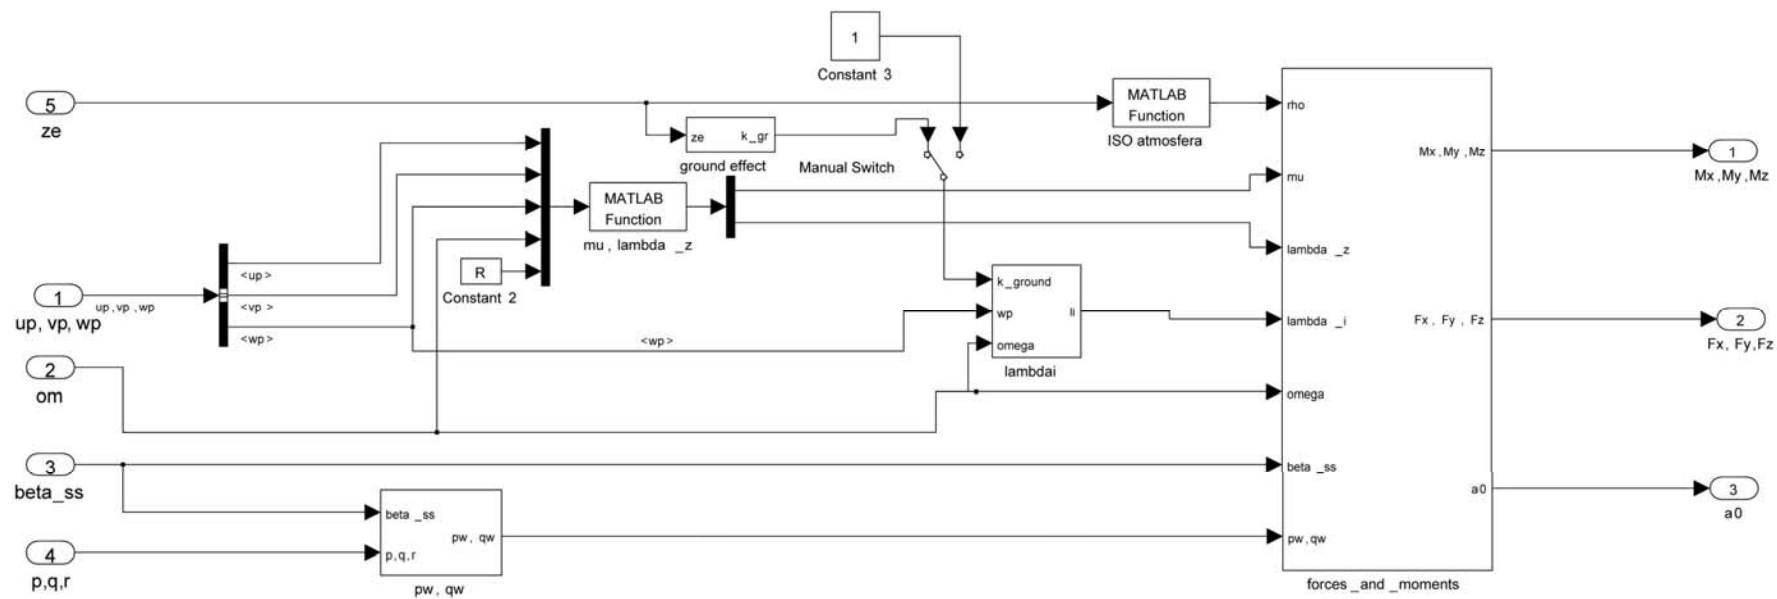 1
Constant 3
5
ze
MATLAB
Function
ISO atmosfera
ze k_gr
ground effect
Manual Switch
MATLAB
Function
mu , lambda _z
R
Constant 2
1
up, vp, wp
up , vp , wp
<up>
<vp >
<wp>
<wp>
2
om
k_ground
wp
omega
li
lambdai
3
beta_ss
4
p,q,r
beta _ss
p,q,r
pw, qw
pw, qw
rho
mu
lambda _z
lambda _i
omega
beta _ss
pw,qw
Mx,My ,Mz
Fx , Fy , Fz
a0
forces _and _moments
1
Mx ,My ,Mz
2
Fx, Fy,Fz
3
a0